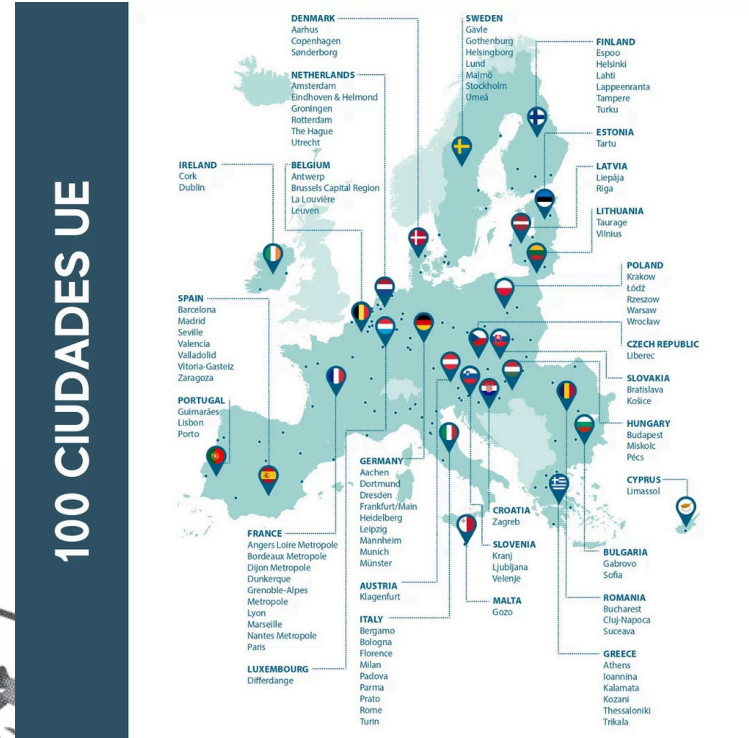 100 CIUDADES UE
DENMARK
Aarhus
Copenhagen
Sønderborg
SWEDEN
Gävle
Gothenburg
Helsingborg
Lund
Malmö
Stockholm
Umeå
FINLAND
Espoo
Helsinki
Lahti
Lappeenranta
Tampere
Turku
NETHERLANDS
Amsterdam
Eindhoven & Helmond
Groningen
Rotterdam
The Hague
Utrecht
ESTONIA
Tartu
IRELAND
Cork
Dublin
BELGIUM
Antwerp
Brussels Capital Region
La Louvière
Leuven
LATVIA
Liepāja
Riga
LITHUANIA
Taurage
Vilnius
POLAND
Krakow
Łódź
Rzeszow
Warsaw
Wrocław
SPAIN
Barcelona
Madrid
Seville
Valencia
Valladolid
Vitoria-Gasteiz
Zaragoza
CZECH REPUBLIC
Liberec
SLOVAKIA
Bratislava
Košice
PORTUGAL
Guimarães
Lisbon
Porto
HUNGARY
Budapest
Miskolc
Pécs
GERMANY
Aachen
Dortmund
Dresden
Frankfurt/Main
Heidelberg
Leipzig
Mannheim
Munich
Münster
CYPRUS
Limassol
CROATIA
Zagreb
FRANCE
Angers Loire Metropole
Bordeaux Metropole
Dijon Metropole
Dunkerque
Grenoble-Alpes
Metropole
Lyon
Marseille
Nantes Metropole
Paris
SLOVENIA
Kranj
Ljubljana
Velenje
BULGARIA
Gabrovo
Sofia
AUSTRIA
Klagenfurt
MALTA
Gozo
ROMANIA
Bucharest
Cluj-Napoca
Suceava
ITALY
Bergamo
Bologna
Florence
Milan
Padova
Parma
Prato
Rome
Turin
GREECE
Athens
Ioannina
Kalamata
Kozani
Thessaloniki
Trikala
LUXEMBOURG
Differdange